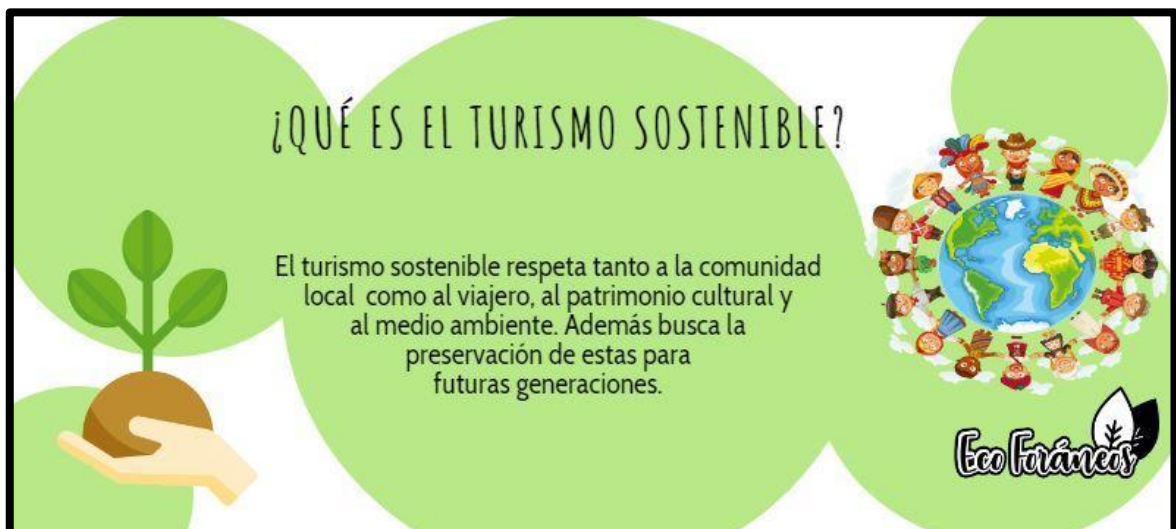 ¿QUÉ ES EL TURISMO SOSTENIBLE?
El turismo sostenible respeta tanto a la comunidad
local como al viajero, al patrimonio cultural y
al medio ambiente. Además busca la
preservación de estas para
futuras generaciones.
Eco Foráneos